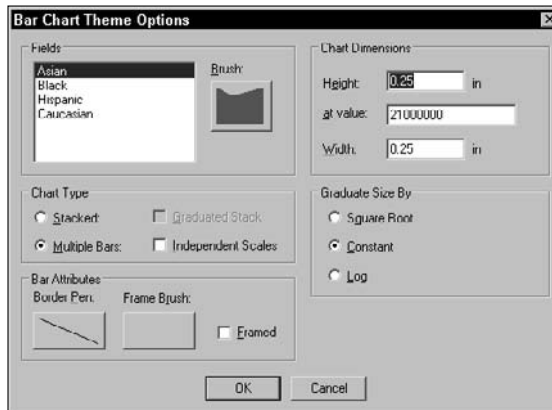 Bar Chart Theme Options
Fields
Asian
Black
Hispanic
Caucasian
Brush:
Chart Dimensions
Height: 0.25 in
at value: 21000000
Width: 0.25 in
Chart Type
Stacked:
Graduated Stack
Multiple Bars:
Independent Scales
Graduate Size By
Square Root
Constant
Log
Bar Attributes
Border Pen:
Frame Brush:
Framed
OK
Cancel